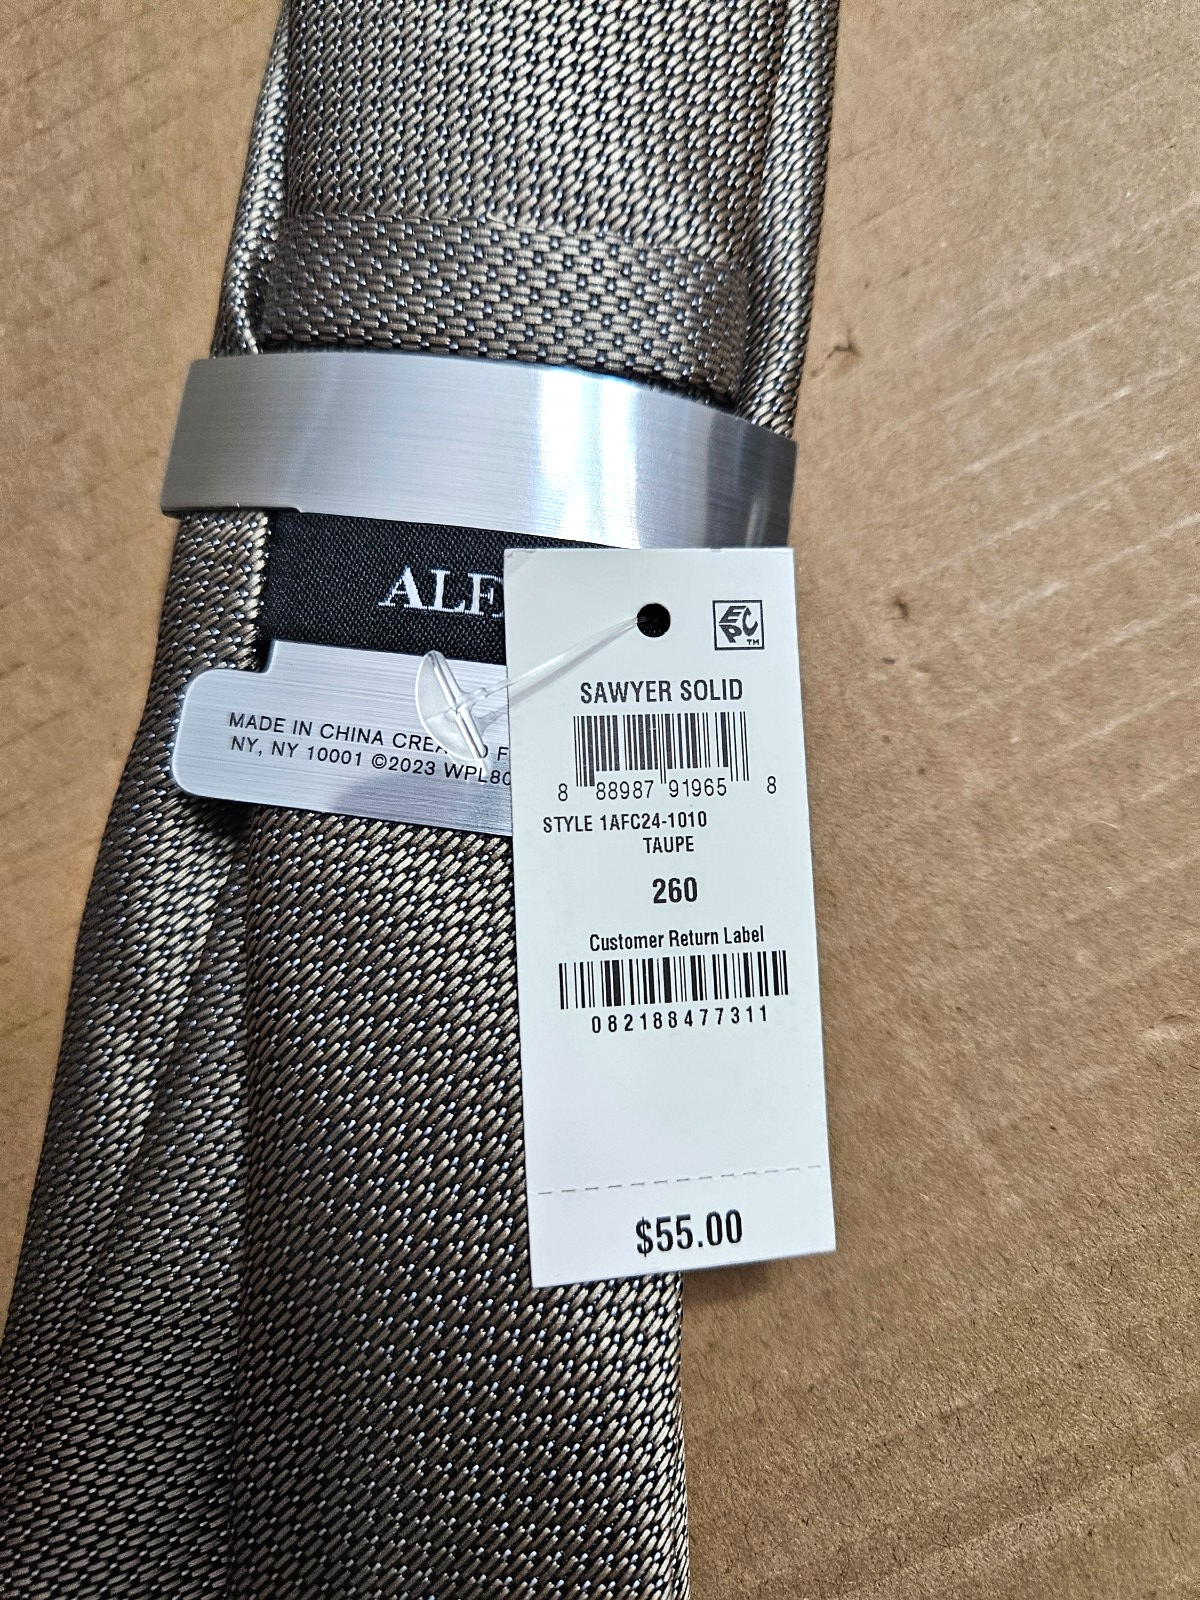 ALF
MADE IN CHINA CREA D F
NY, NY 10001 ©2023 WPL80
EPC™
SAWYER SOLID
8 88987 91965 8
STYLE 1AFC24-1010
TAUPE
260
Customer Return Label
082188477311
$55.00